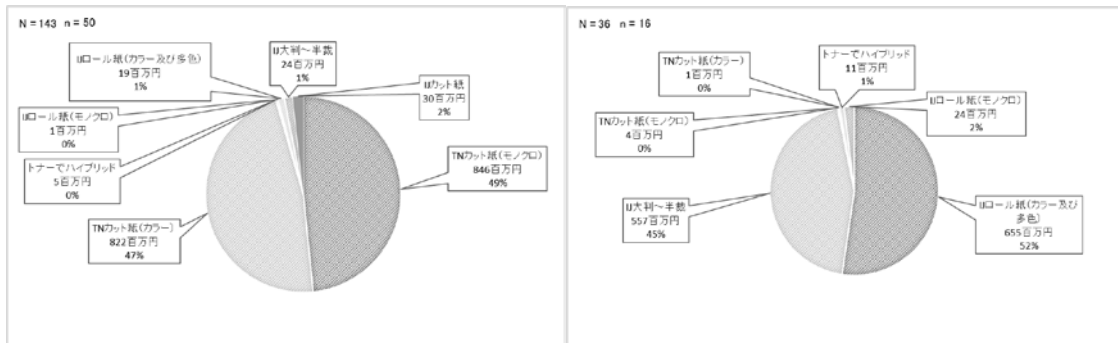 N = 143 n = 50
IJロール紙(カラー及び多色)
19百万円
1%
IJ大判～半裁
24百万円
1%
IJカット紙
30百万円
2%
IJロール紙(モノクロ)
1百万円
0%
トナーでハイブリッド
5百万円
0%
TNカット紙(モノクロ)
846百万円
49%
TNカット紙(カラー)
822百万円
47%
N = 36 n = 16
TNカット紙(カラー)
1百万円
0%
トナーでハイブリッド
11百万円
1%
IJロール紙(モノクロ)
24百万円
2%
TNカット紙(モノクロ)
4百万円
0%
IJ大判～半裁
557百万円
45%
IJロール紙(カラー及び
多色)
655百万円
52%